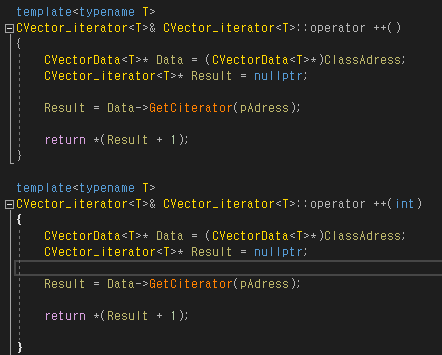 template<typename T>
CVector_iterator<T>& CVector_iterator<T>::operator ++()
{
CVectorData<T>* Data = (CVectorData<T>*)ClassAdress;
CVector_iterator<T>* Result = nullptr;
Result = Data->GetCiterator(pAdress);
return *(Result + 1);
}
template<typename T>
CVector_iterator<T>& CVector_iterator<T>::operator ++(int)
{
CVectorData<T>* Data = (CVectorData<T>*)ClassAdress;
CVector_iterator<T>* Result = nullptr;
Result = Data->GetCiterator(pAdress);
return *(Result + 1);
}